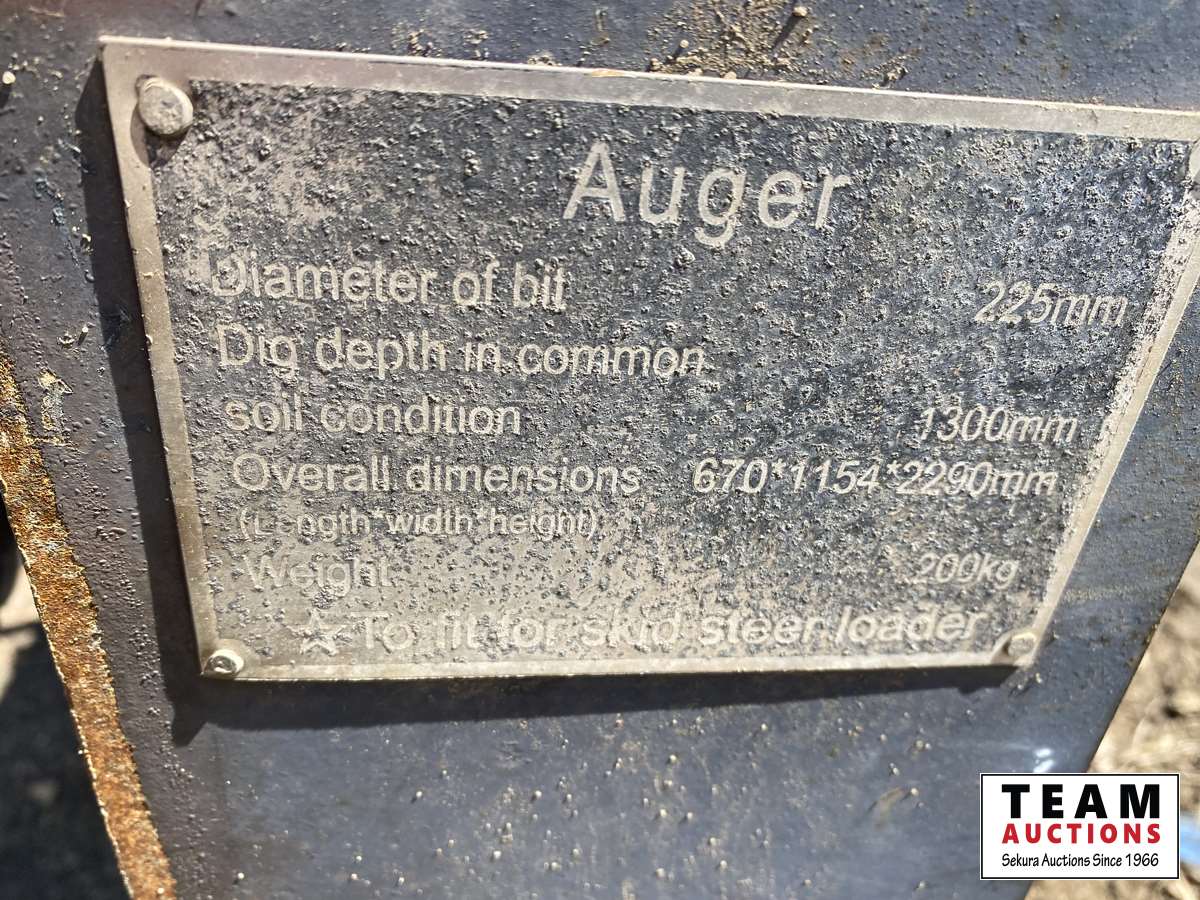 Auger
Diameter of bit 225mm
Dig depth in common
soil condition 1300mm
Overall dimensions 670*1154*2290mm
(Length*width*height)
Weight 200kg
☆To fit for skid steer loader
TEAM
AUCTIONS
Sekura Auctions Since 1966